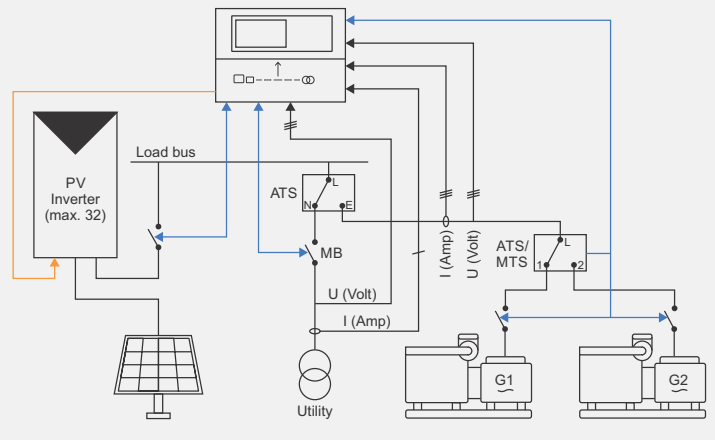 Load bus
PV
Inverter
(max. 32)
ATS
L
N
E
MB
U (Volt)
I (Amp)
Utility
I (Amp)
U (Volt)
ATS/
MTS
L
1
2
G1
G2